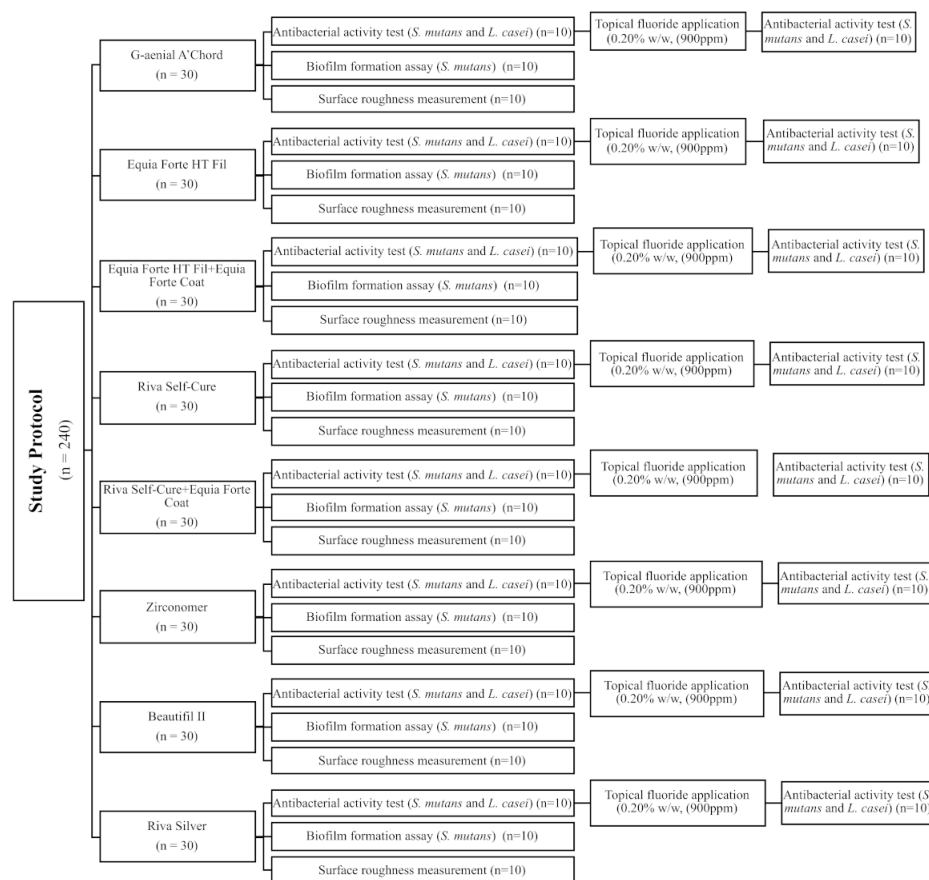 Study Protocol
(n = 240)
G-aenial A’Chord
(n = 30)
Antibacterial activity test (S. mutans and L. casei) (n=10)
Biofilm formation assay (S. mutans) (n=10)
Surface roughness measurement (n=10)
Topical fluoride application
(0.20% w/w, (900ppm)
Antibacterial activity test (S.
mutans and L. casei) (n=10)
Equia Forte HT Fil
(n = 30)
Antibacterial activity test (S. mutans and L. casei) (n=10)
Biofilm formation assay (S. mutans) (n=10)
Surface roughness measurement (n=10)
Topical fluoride application
(0.20% w/w, (900ppm)
Antibacterial activity test (S.
mutans and L. casei) (n=10)
Equia Forte HT Fil+Equia
Forte Coat
(n = 30)
Antibacterial activity test (S. mutans and L. casei) (n=10)
Biofilm formation assay (S. mutans) (n=10)
Surface roughness measurement (n=10)
Topical fluoride application
(0.20% w/w, (900ppm)
Antibacterial activity test (S.
mutans and L. casei) (n=10)
Riva Self-Cure
(n = 30)
Antibacterial activity test (S. mutans and L. casei) (n=10)
Biofilm formation assay (S. mutans) (n=10)
Surface roughness measurement (n=10)
Topical fluoride application
(0.20% w/w, (900ppm)
Antibacterial activity test (S.
mutans and L. casei) (n=10)
Riva Self-Cure+Equia Forte
Coat
(n = 30)
Antibacterial activity test (S. mutans and L. casei) (n=10)
Biofilm formation assay (S. mutans) (n=10)
Surface roughness measurement (n=10)
Topical fluoride application
(0.20% w/w, (900ppm)
Antibacterial activity test (S.
mutans and L. casei) (n=10)
Zirconomer
(n = 30)
Antibacterial activity test (S. mutans and L. casei) (n=10)
Biofilm formation assay (S. mutans) (n=10)
Surface roughness measurement (n=10)
Topical fluoride application
(0.20% w/w, (900ppm)
Antibacterial activity test (S.
mutans and L. casei) (n=10)
Beautifil II
(n = 30)
Antibacterial activity test (S. mutans and L. casei) (n=10)
Biofilm formation assay (S. mutans) (n=10)
Surface roughness measurement (n=10)
Topical fluoride application
(0.20% w/w, (900ppm)
Antibacterial activity test (S.
mutans and L. casei) (n=10)
Riva Silver
(n = 30)
Antibacterial activity test (S. mutans and L. casei) (n=10)
Biofilm formation assay (S. mutans) (n=10)
Surface roughness measurement (n=10)
Topical fluoride application
(0.20% w/w, (900ppm)
Antibacterial activity test (S.
mutans and L. casei) (n=10)